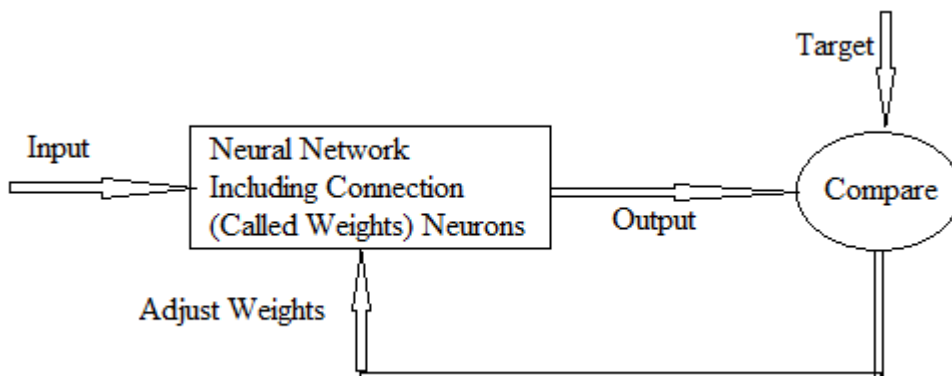 Target
Input
Neural Network
Including Connection
(Called Weights) Neurons
Compare
Output
Adjust Weights